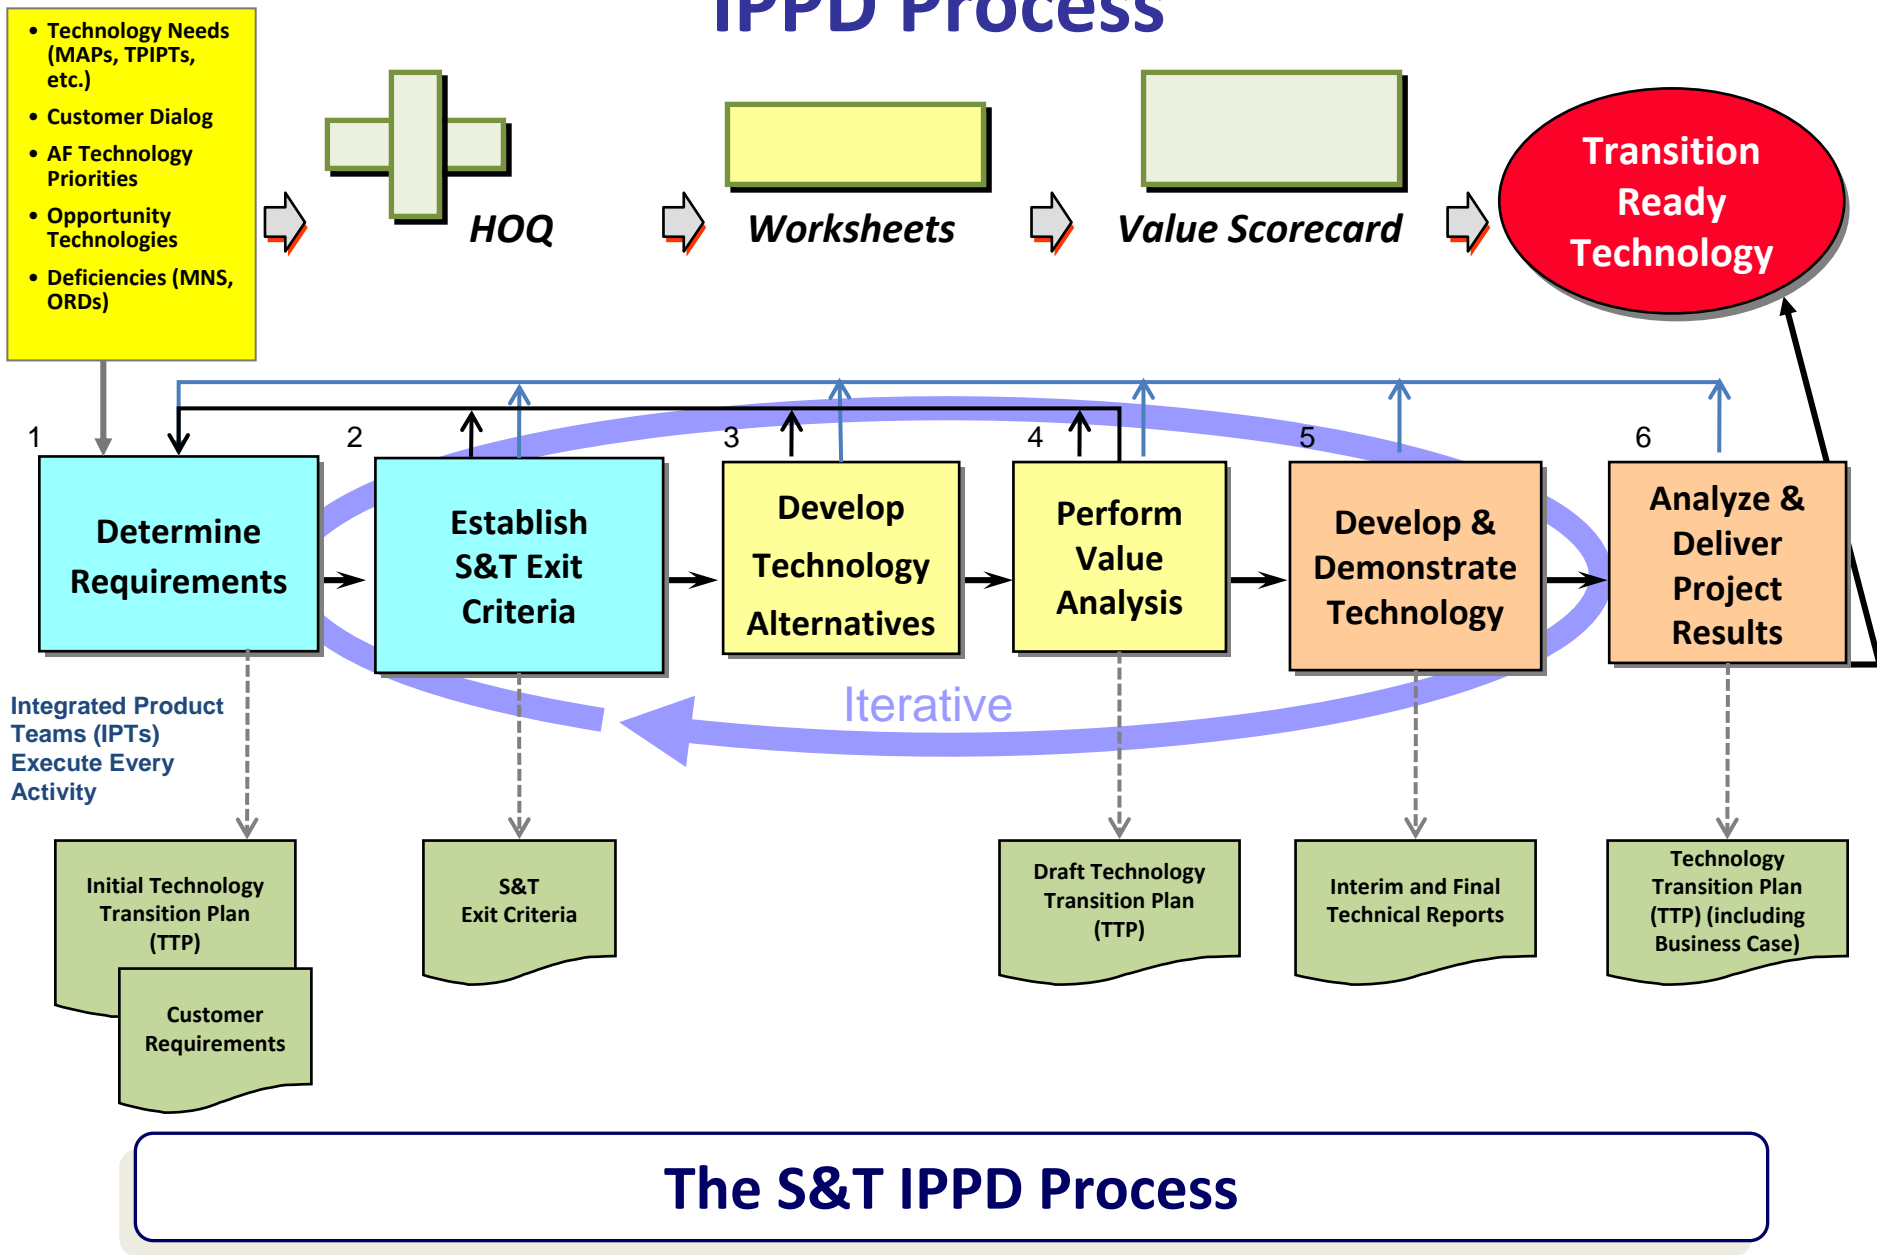 IPPD Process
• Technology Needs
(MAPs, TPIPTs,
etc.)
• Customer Dialog
• AF Technology
Priorities
• Opportunity
Technologies
• Deficiencies (MNS,
ORDs)
HOQ
Worksheets
Value Scorecard
Transition
Ready
Technology
1
2
3
4
5
6
Determine
Requirements
Establish
S&T Exit
Criteria
Develop
Technology
Alternatives
Perform
Value
Analysis
Develop &
Demonstrate
Technology
Analyze &
Deliver
Project
Results
Iterative
Integrated Product
Teams (IPTs)
Execute Every
Activity
Initial Technology
Transition Plan
(TTP)
Customer
Requirements
S&T
Exit Criteria
Draft Technology
Transition Plan
(TTP)
Interim and Final
Technical Reports
Technology
Transition Plan
(TTP) (including
Business Case)
The S&T IPPD Process